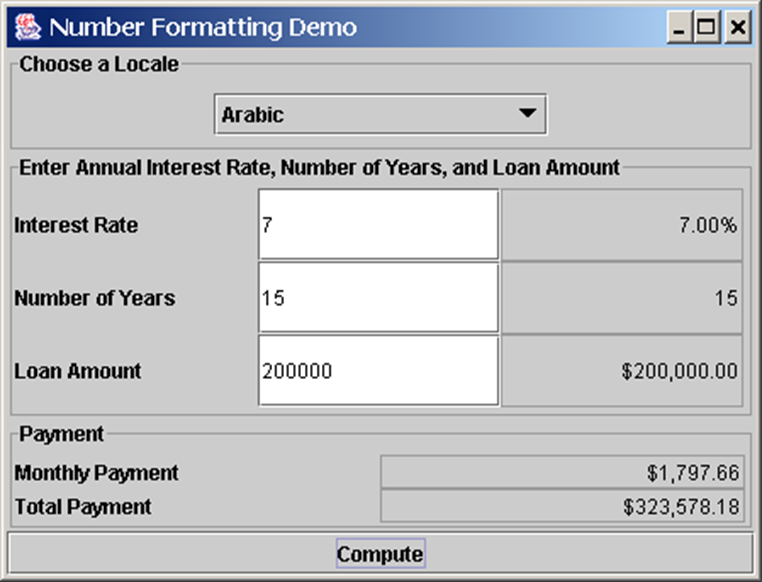 Number Formatting Demo
Choose a Locale
Arabic
Enter Annual Interest Rate, Number of Years, and Loan Amount
Interest Rate 7 7.00%
Number of Years 15 15
Loan Amount 200000 $200,000.00
Payment
Monthly Payment $1,797.66
Total Payment $323,578.18
Compute